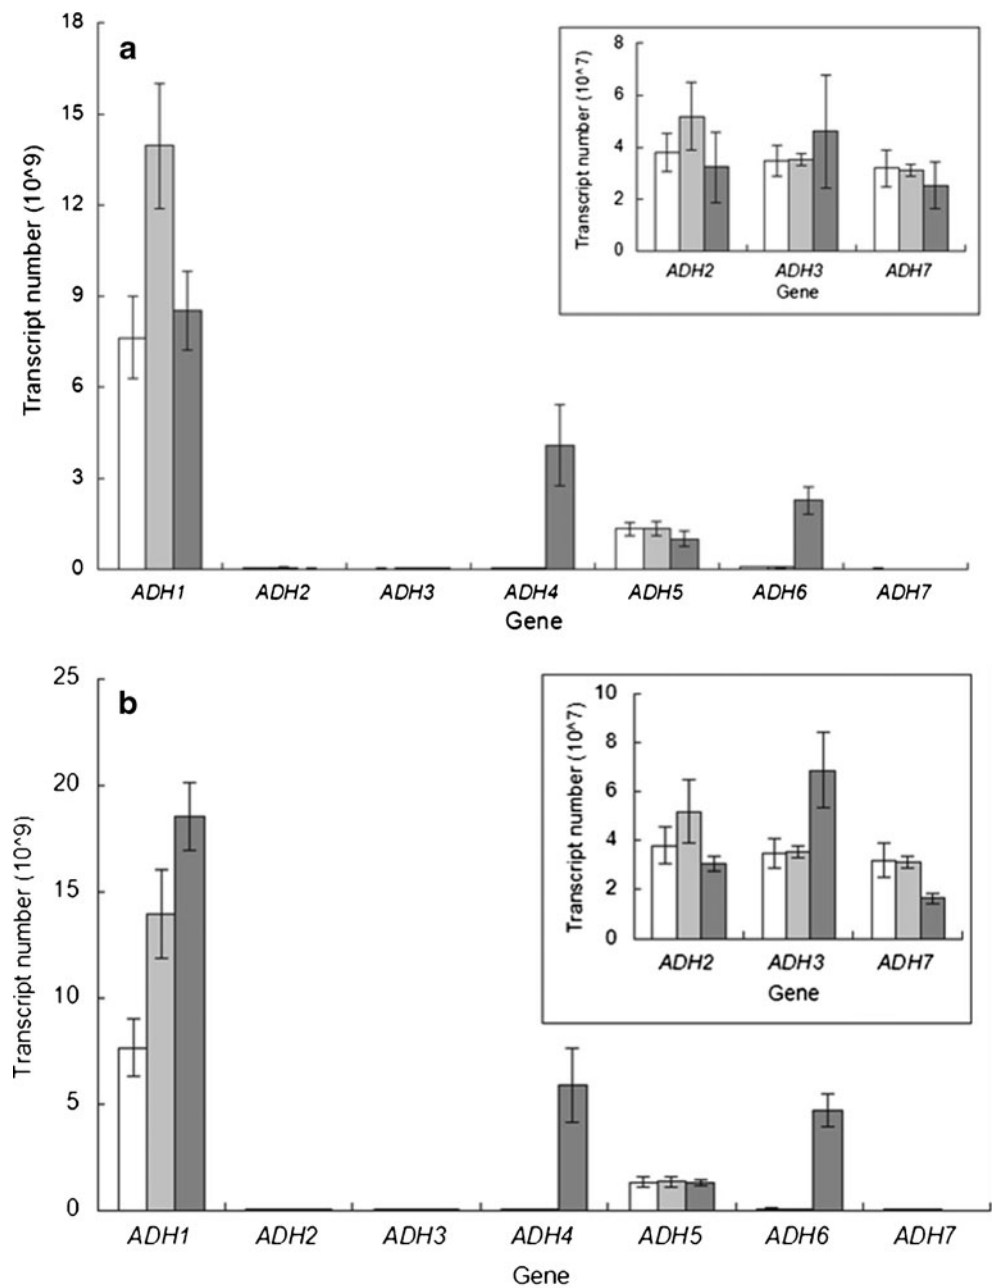 a
Transcript number (10^9)
18
15
12
9
6
3
0
ADH1 ADH2 ADH3 ADH4 ADH5 ADH6 ADH7
Gene
Transcript number (10^7)
8
6
4
2
0
ADH2 ADH3 ADH7
Gene
b
Transcript number (10^9)
25
20
15
10
5
0
ADH1 ADH2 ADH3 ADH4 ADH5 ADH6 ADH7
Gene
Transcript number (10^7)
10
8
6
4
2
0
ADH2 ADH3 ADH7
Gene